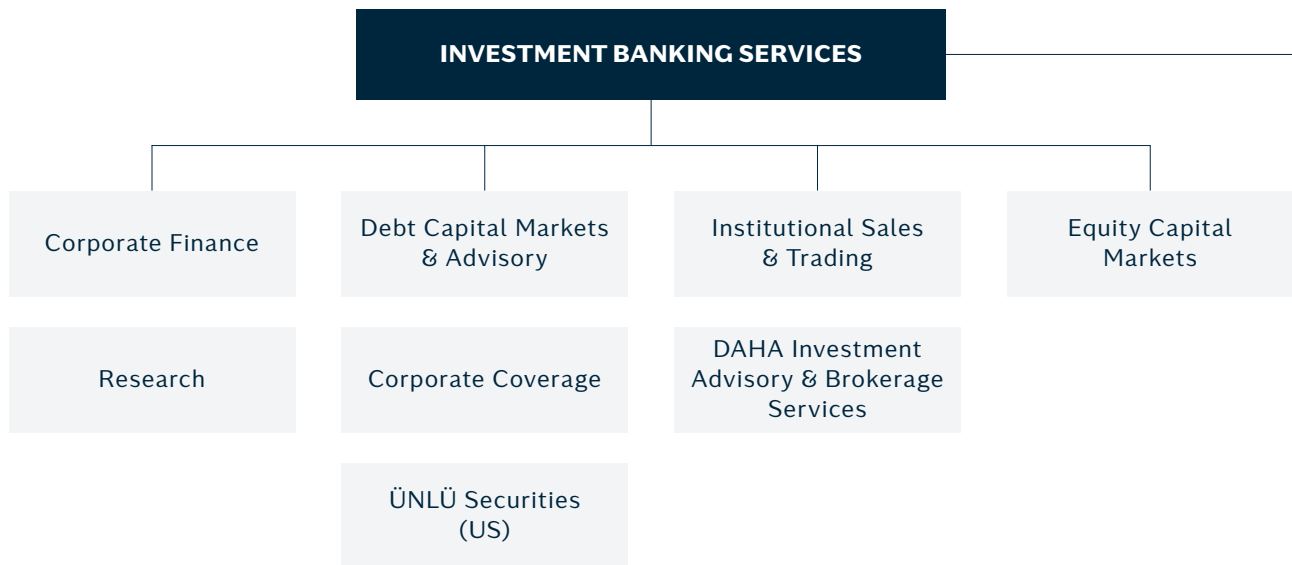 INVESTMENT BANKING SERVICES
Corporate Finance
Debt Capital Markets
& Advisory
Institutional Sales
& Trading
Equity Capital
Markets
Research
Corporate Coverage
DAHA Investment
Advisory & Brokerage
Services
ÜNLÜ Securities
(US)